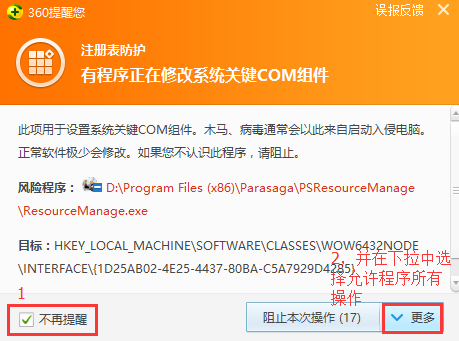 360提醒您
误报反馈
注册表防护
有程序正在修改系统关键COM组件
此项用于设置系统关键COM组件。木马、病毒通常会以此来自启动入侵电脑。
正常软件极少会修改。如果您不认识此程序，请阻止。
风险程序： D:\Program Files (x86)\Parasaga\PSResourceManage
\ResourceManage.exe
目标：HKEY_LOCAL_MACHINE\SOFTWARE\CLASSES\WOW6432NODE
\INTERFACE\{1D25AB02-4E25-4437-80BA-C5A7929D4285}
2、并在下拉中选
择允许程序所有
操作
1
不再提醒
阻止本次操作 (17)
更多